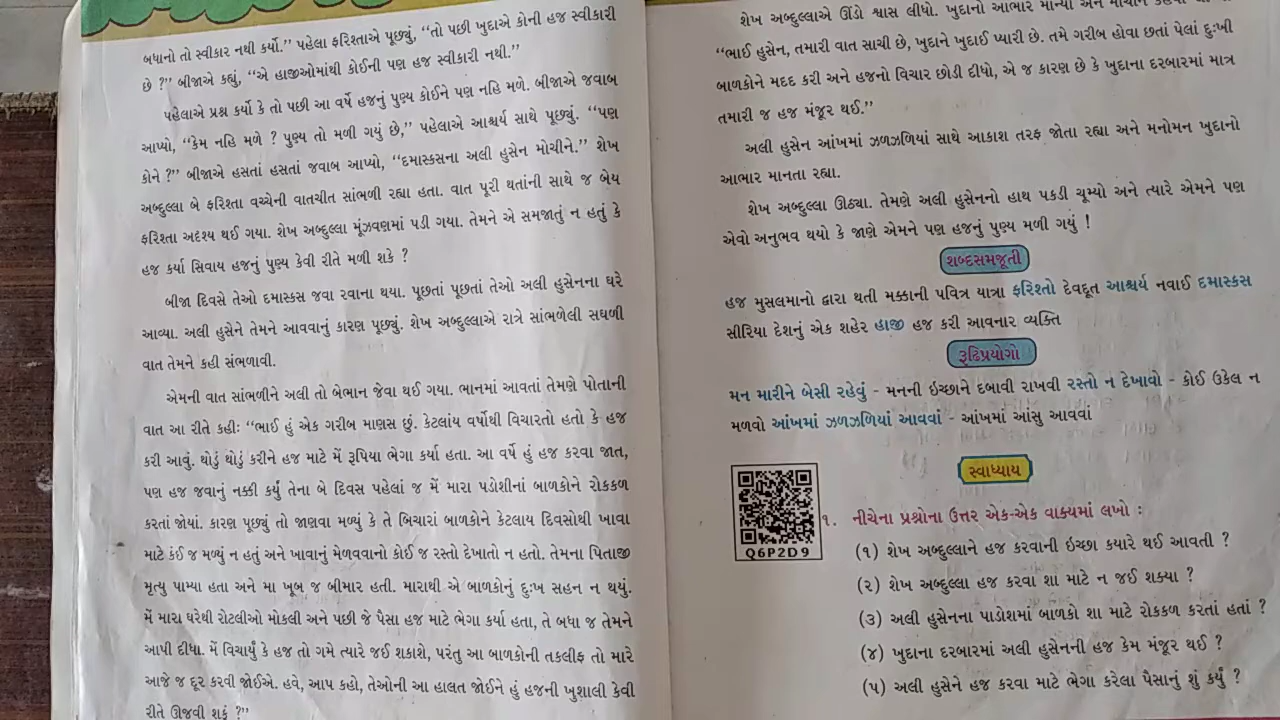 બધાનો તો સ્વીકાર નથી કર્યો.” પહેલા ફરિશ્તાએ પૂછ્યું, “તો પછી ખુદાએ કોની હજ સ્વીકારી
છે ?” બીજાએ કહ્યું, “એ હાજીઓમાંથી કોઈની પણ હજ સ્વીકારી નથી.”
પહેલાએ પ્રશ્ન કર્યો કે તો પછી આ વર્ષે હજનું પુણ્ય કોઈને પણ નહિ મળે. બીજાએ જવાબ
આપ્યો, “કેમ નહિ મળે ? પુણ્ય તો મળી ગયું છે,” પહેલાએ આશ્ચર્ય સાથે પૂછ્યું. “પણ
કોને ?” બીજાએ હસતાં હસતાં જવાબ આપ્યો, “દમાસ્કસના અલી હુસેન મોચીને.” શેખ
અબ્દુલ્લા બે ફરિશ્તા વચ્ચેની વાતચીત સાંભળી રહ્યા હતા. વાત પૂરી થતાંની સાથે જ બેય
ફરિશ્તા અદૃશ્ય થઈ ગયા. શેખ અબ્દુલ્લા મૂંઝવણમાં પડી ગયા. તેમને એ સમજાતું ન હતું કે
હજ કર્યા સિવાય હજનું પુણ્ય કેવી રીતે મળી શકે ?
બીજા દિવસે તેઓ દમાસ્કસ જવા રવાના થયા. પૂછતાં પૂછતાં તેઓ અલી હુસેનના ઘરે
આવ્યા. અલી હુસેને તેમને આવવાનું કારણ પૂછ્યું. શેખ અબ્દુલ્લાએ રાત્રે સાંભળેલી સઘળી
વાત તેમને કહી સંભળાવી.
એમની વાત સાંભળીને અલી તો બેભાન જેવા થઈ ગયા. ભાનમાં આવતાં તેમણે પોતાની
વાત આ રીતે કહીઃ “ભાઈ હું એક ગરીબ માણસ છું. કેટલાંય વર્ષોથી વિચારતો હતો કે હજ
કરી આવું. થોડું થોડું કરીને હજ માટે મેં રૂપિયા ભેગા કર્યા હતા. આ વર્ષે હું હજ કરવા જાત,
પણ હજ જવાનું નક્કી કર્યું તેના બે દિવસ પહેલાં જ મેં મારા પડોશીનાં બાળકોને રોકકળ
કરતાં જોયાં. કારણ પૂછ્યું તો જાણવા મળ્યું કે તે બિચારાં બાળકોને કેટલાય દિવસોથી ખાવા
માટે કંઈ જ મળ્યું ન હતું અને ખાવાનું મેળવવાનો કોઈ જ રસ્તો દેખાતો ન હતો. તેમના પિતાજી
મૃત્યુ પામ્યા હતા અને મા ખૂબ જ બીમાર હતી. મારાથી એ બાળકોનું દુઃખ સહન ન થયું.
મેં મારા ઘરેથી રોટલીઓ મોકલી અને પછી જે પૈસા હજ માટે ભેગા કર્યા હતા, તે બધા જ તેમને
આપી દીધા. મેં વિચાર્યું કે હજ તો ગમે ત્યારે જઈ શકાશે, પરંતુ આ બાળકોની તકલીફ તો મારે
આજે જ દૂર કરવી જોઈએ. હવે, આપ કહો, તેઓની આ હાલત જોઈને હું હજની ખુશાલી કેવી
રીતે ઊજવી શકું ?”
શેખ અબ્દુલ્લાએ ઊંડો શ્વાસ લીધો. ખુદાનો આભાર માન્યો અને
“ભાઈ હુસેન, તમારી વાત સાચી છે, ખુદાને ખુદાઈ પ્યારી છે. તમે ગરીબ હોવા છતાં પેલાં દુઃખી
બાળકોને મદદ કરી અને હજનો વિચાર છોડી દીધો, એ જ કારણ છે કે ખુદાના દરબારમાં માત્ર
તમારી જ હજ મંજૂર થઈ.”
અલી હુસેન આંખમાં ઝળઝળિયાં સાથે આકાશ તરફ જોતા રહ્યા અને મનોમન ખુદાનો
આભાર માનતા રહ્યા.
શેખ અબ્દુલ્લા ઊઠ્યા. તેમણે અલી હુસેનનો હાથ પકડી ચૂમ્યો અને ત્યારે એમને પણ
એવો અનુભવ થયો કે જાણે એમને પણ હજનું પુણ્ય મળી ગયું !
શબ્દસમજૂતી
હજ મુસલમાનો દ્વારા થતી મક્કાની પવિત્ર યાત્રા ફરિશ્તો દેવદૂત આશ્ચર્ય નવાઈ દમાસ્કસ
સીરિયા દેશનું એક શહેર હાજી હજ કરી આવનાર વ્યક્તિ
રૂઢિપ્રયોગો
મન મારીને બેસી રહેવું - મનની ઇચ્છાને દબાવી રાખવી રસ્તો ન દેખાવો - કોઈ ઉકેલ ન
મળવો આંખમાં ઝળઝળિયાં આવવાં - આંખમાં આંસુ આવવાં
સ્વાધ્યાય
Q6P2D9
૧. નીચેના પ્રશ્નોના ઉત્તર એક-એક વાક્યમાં લખો :
(૧) શેખ અબ્દુલ્લાને હજ કરવાની ઇચ્છા કયારે થઈ આવતી ?
(૨) શેખ અબ્દુલ્લા હજ કરવા શા માટે ન જઈ શક્યા ?
(૩) અલી હુસેનના પાડોશમાં બાળકો શા માટે રોકકળ કરતાં હતાં ?
(૪) ખુદાના દરબારમાં અલી હુસેનની હજ કેમ મંજૂર થઈ ?
(૫) અલી હુસેને હજ કરવા માટે ભેગા કરેલા પૈસાનું શું કર્યું ?